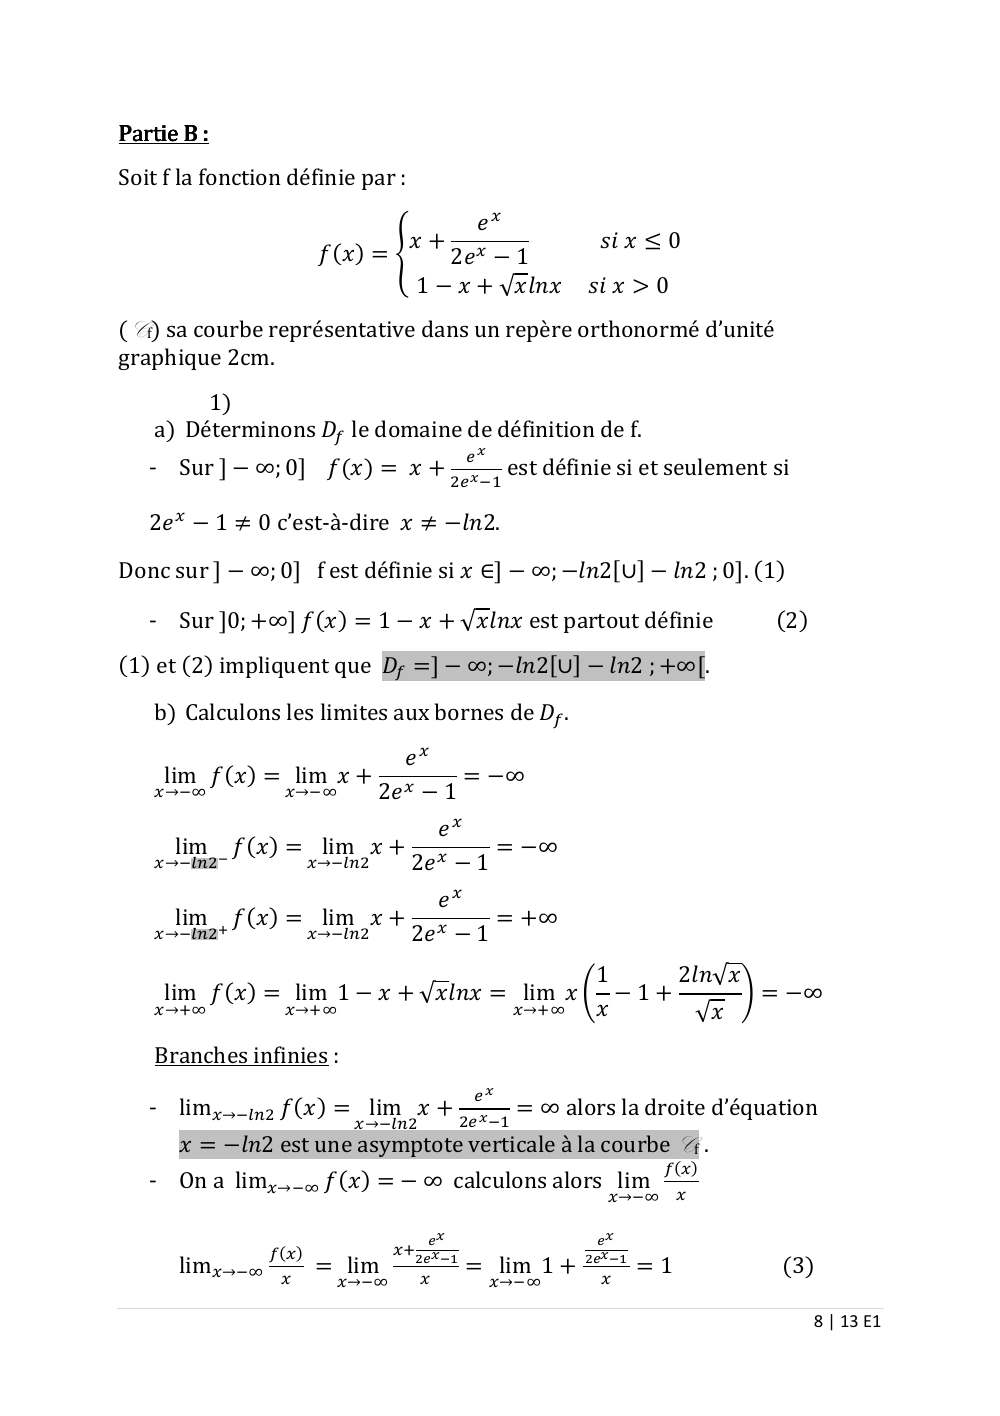 Partie B :
Soit f la fonction définie par :
f(x) = { x + e^x / (2e^x − 1) si x ≤ 0
1 − x + √x lnx si x > 0
( 𝒞f) sa courbe représentative dans un repère orthonormé d’unité
graphique 2cm.
1)
a) Déterminons D_f le domaine de définition de f.
- Sur ] − ∞; 0] f(x) = x + e^x / (2e^x−1) est définie si et seulement si
2e^x − 1 ≠ 0 c’est-à-dire x ≠ −ln2.
Donc sur ] − ∞; 0] f est définie si x ∈] − ∞; −ln2[∪] − ln2 ; 0]. (1)
- Sur ]0; +∞] f(x) = 1 − x + √x lnx est partout définie (2)
(1) et (2) impliquent que D_f =] − ∞; −ln2[∪] − ln2 ; +∞[.
b) Calculons les limites aux bornes de D_f.
lim_{x→−∞} f(x) = lim_{x→−∞} x + e^x / (2e^x − 1) = −∞
lim_{x→−ln2⁻} f(x) = lim_{x→−ln2} x + e^x / (2e^x − 1) = −∞
lim_{x→−ln2⁺} f(x) = lim_{x→−ln2} x + e^x / (2e^x − 1) = +∞
lim_{x→+∞} f(x) = lim_{x→+∞} 1 − x + √x lnx = lim_{x→+∞} x (1/x − 1 + 2ln√x / √x) = −∞
Branches infinies :
- lim_{x→−ln2} f(x) = lim_{x→−ln2} x + e^x / (2e^x−1) = ∞ alors la droite d’équation
x = −ln2 est une asymptote verticale à la courbe 𝒞f .
- On a lim_{x→−∞} f(x) = − ∞ calculons alors lim_{x→−∞} f(x)/x
lim_{x→−∞} f(x)/x = lim_{x→−∞} (x + e^x / (2e^x−1)) / x = lim_{x→−∞} 1 + (e^x / (2e^x−1)) / x = 1 (3)
8 | 13 E1